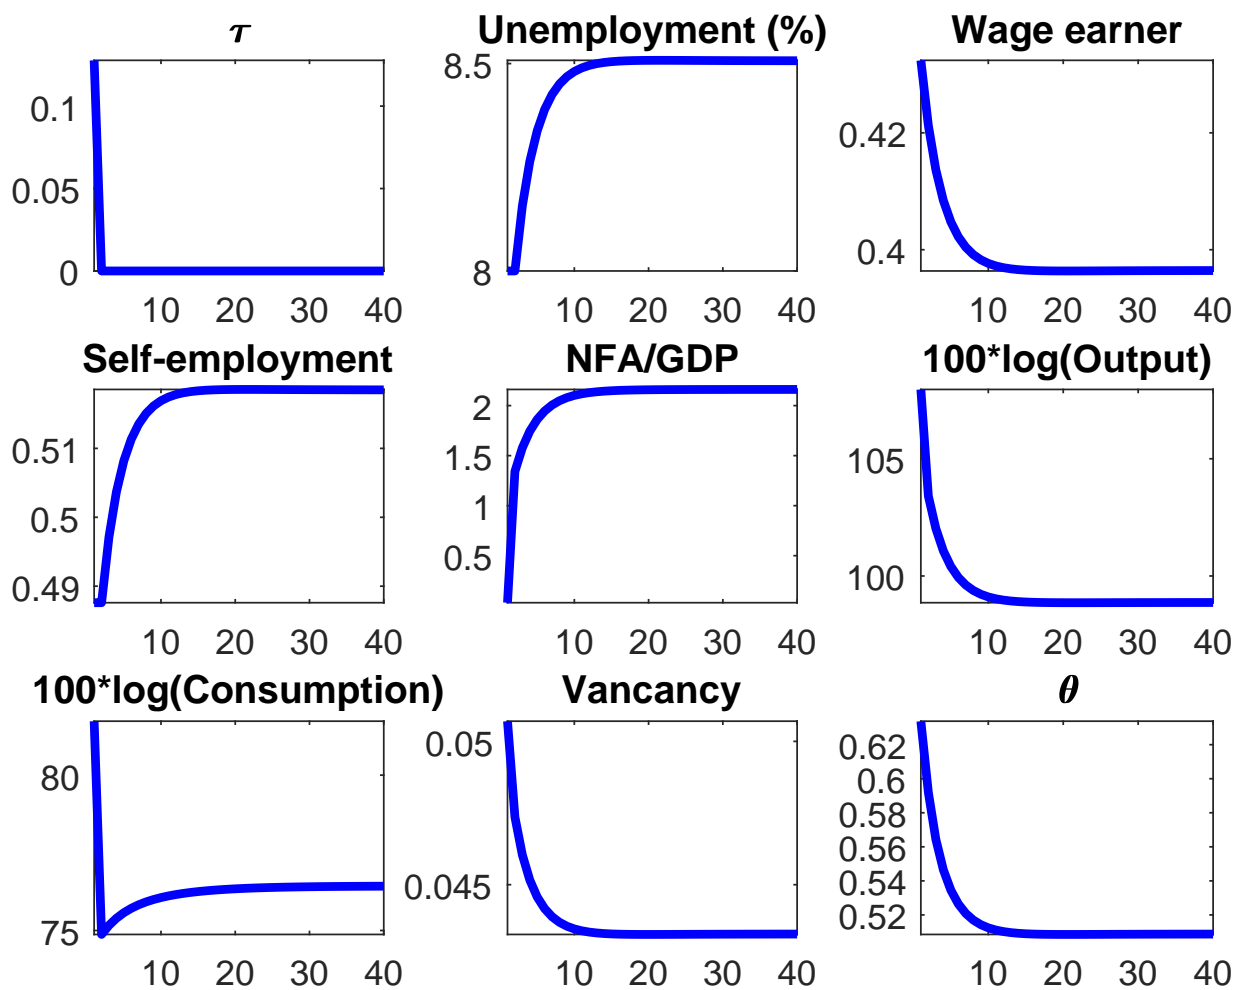 τ
Unemployment (%)
Wage earner
0.1
0.05
0
10 20 30 40
8.5
8
10 20 30 40
0.42
0.4
10 20 30 40
Self-employment
NFA/GDP
100*log(Output)
0.51
0.5
0.49
10 20 30 40
2
1.5
1
0.5
10 20 30 40
105
100
10 20 30 40
100*log(Consumption)
Vancancy
θ
80
75
10 20 30 40
0.05
0.045
10 20 30 40
0.62
0.6
0.58
0.56
0.54
0.52
10 20 30 40